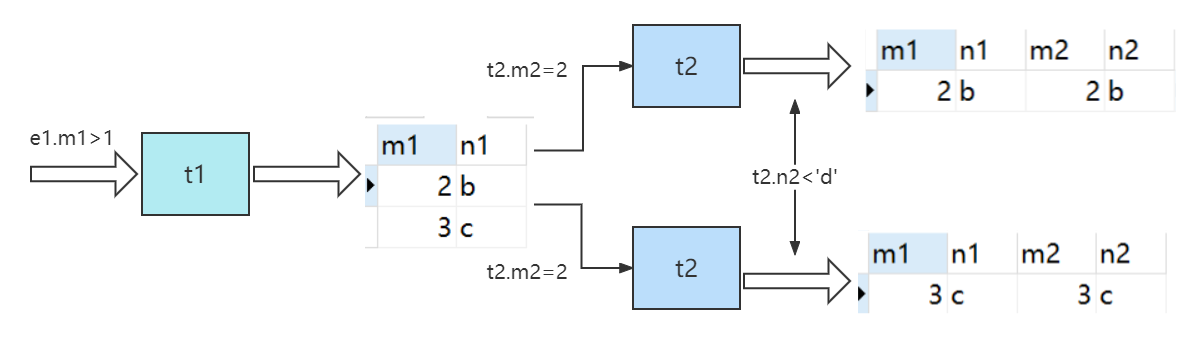 e1.m1>1
t1
m1 n1
2 b
3 c
t2.m2=2
t2
m1 n1 m2 n2
2 b 2 b
t2.n2<'d'
t2.m2=2
t2
m1 n1 m2 n2
3 c 3 c